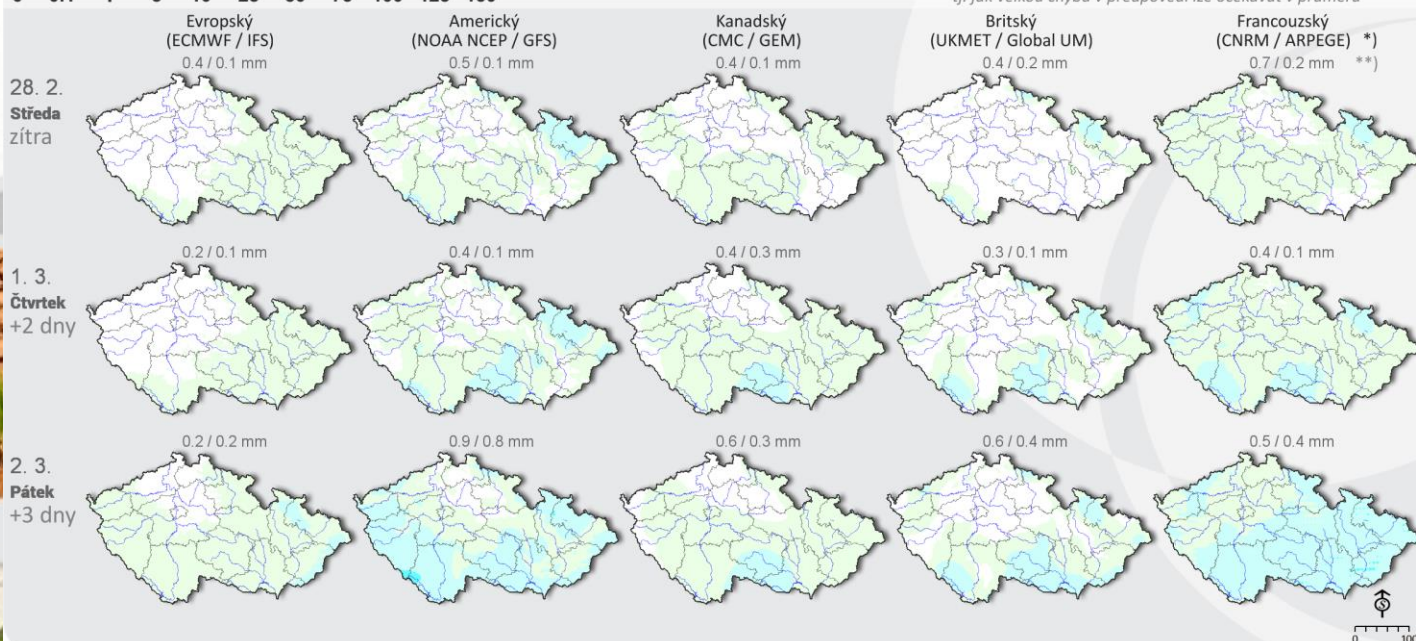 Evropský
(ECMWF / IFS)
Americký
(NOAA NCEP / GFS)
Kanadský
(CMC / GEM)
Britský
(UKMET / Global UM)
Francouzský
(CNRM / ARPEGE) *)
28. 2.
Středa
zítra
0.4 / 0.1 mm
0.5 / 0.1 mm
0.4 / 0.1 mm
0.4 / 0.2 mm
0.7 / 0.2 mm **)
1. 3.
Čtvrtek
+2 dny
0.2 / 0.1 mm
0.4 / 0.1 mm
0.4 / 0.3 mm
0.3 / 0.1 mm
0.4 / 0.1 mm
2. 3.
Pátek
+3 dny
0.2 / 0.2 mm
0.9 / 0.8 mm
0.6 / 0.3 mm
0.6 / 0.4 mm
0.5 / 0.4 mm